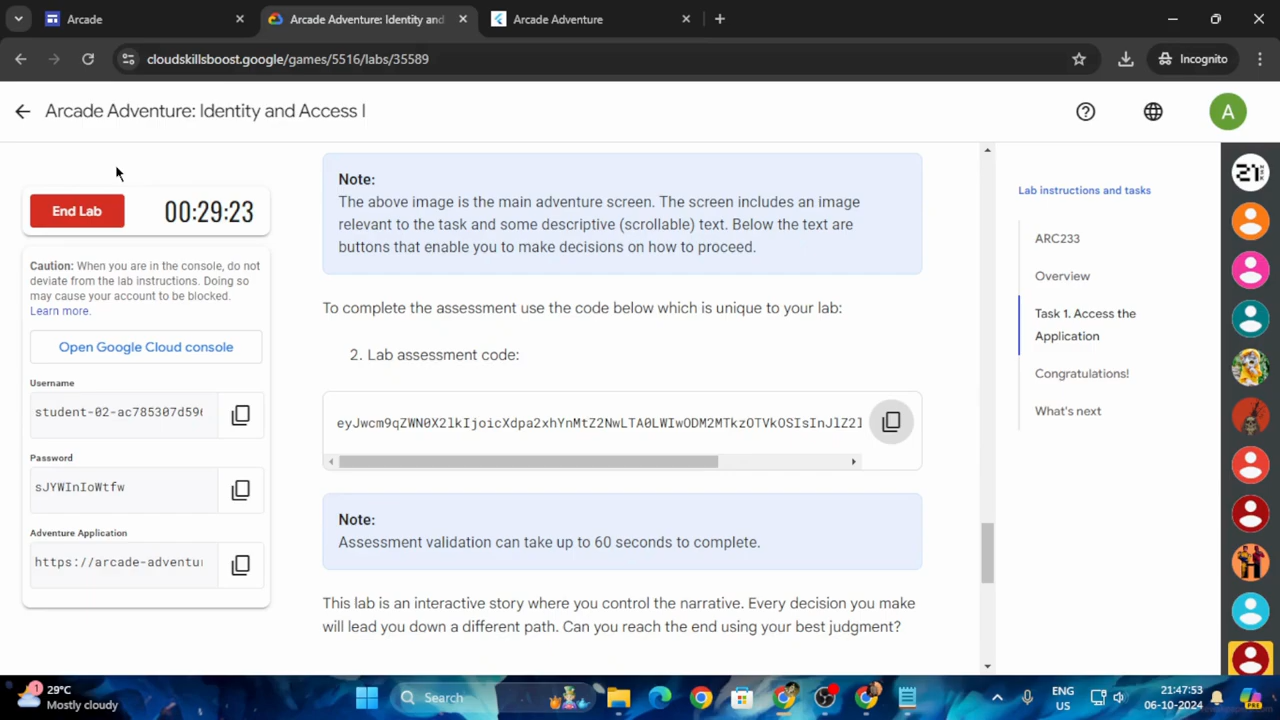 Arcade
Arcade Adventure: Identity and
Arcade Adventure
cloudskillsboost.google/games/5516/labs/35589
Incognito
Arcade Adventure: Identity and Access I
A
End Lab
00:29:23
Caution: When you are in the console, do not
deviate from the lab instructions. Doing so
may cause your account to be blocked.
Learn more.
Open Google Cloud console
Username
student-02-ac785307d596
Password
sJYWInIoWtfw
Adventure Application
https://arcade-adventur
Note:
The above image is the main adventure screen. The screen includes an image
relevant to the task and some descriptive (scrollable) text. Below the text are
buttons that enable you to make decisions on how to proceed.
To complete the assessment use the code below which is unique to your lab:
2. Lab assessment code:
eyJwcm9qZWN0X2lkIjoicXdpa2xhYnMtZ2NwLTA0LWIwODM2MTkzOTVkOSIsInJlZ2l
Note:
Assessment validation can take up to 60 seconds to complete.
This lab is an interactive story where you control the narrative. Every decision you make
will lead you down a different path. Can you reach the end using your best judgment?
Lab instructions and tasks
ARC233
Overview
Task 1. Access the
Application
Congratulations!
What's next
1
29°C
Mostly cloudy
Search
ENG
US
21:47:53
06-10-2024
PRE